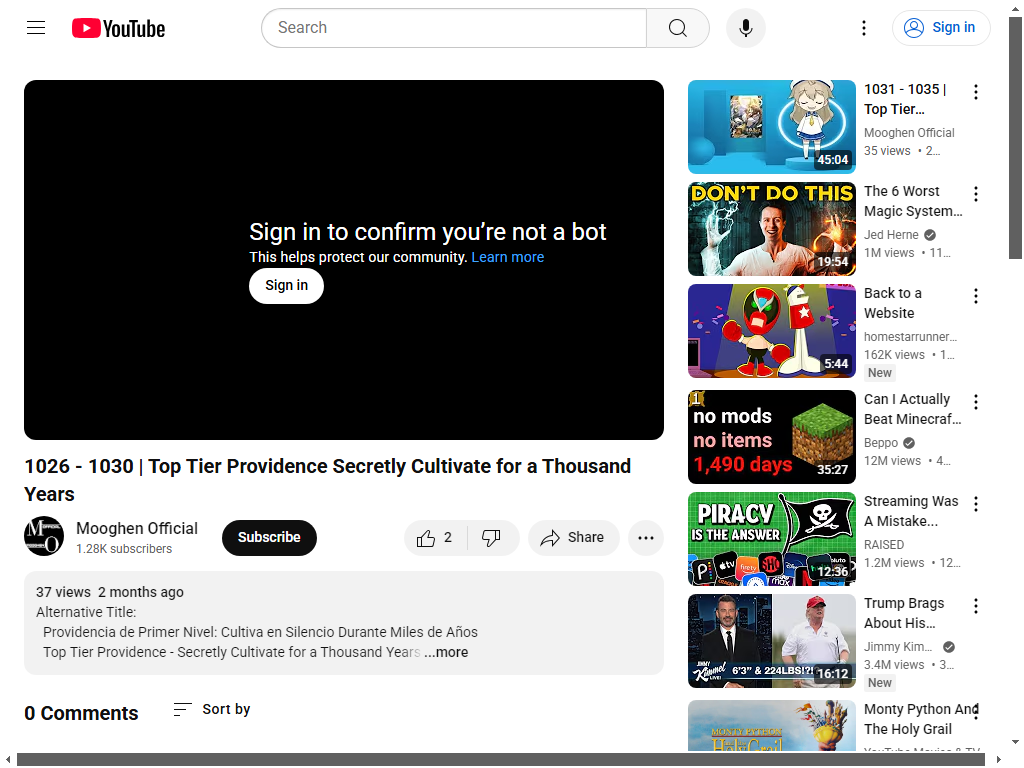 YouTube
Search
Sign in
Sign in to confirm you're not a bot
This helps protect our community. Learn more
Sign in
1026 - 1030 | Top Tier Providence Secretly Cultivate for a Thousand
Years
Mooghen Official
1.28K subscribers
Subscribe
2
Share
37 views 2 months ago
Alternative Title:
Providencia de Primer Nivel: Cultiva en Silencio Durante Miles de Años
Top Tier Providence - Secretly Cultivate for a Thousand Years ...more
0 Comments
Sort by
45:04
1031 - 1035 |
Top Tier...
Mooghen Official
35 views • 2...
DON'T DO THIS
19:54
The 6 Worst
Magic System...
Jed Herne
1M views • 11...
5:44
Back to a
Website
homestarrunner...
162K views • 1...
New
1
no mods
no items
1,490 days
35:27
Can I Actually
Beat Minecraf...
Beppo
12M views • 4...
PIRACY
IS THE ANSWER
12:36
Streaming Was
A Mistake...
RAISED
1.2M views • 12...
JIMMY
Kimmel
LIVE!
6'3" & 224LBS!?!
16:12
Trump Brags
About His...
Jimmy Kim...
3.4M views • 3...
New
MONTY PYTHON
Holy Grail
Monty Python And
The Holy Grail
YouTube Movies & TV